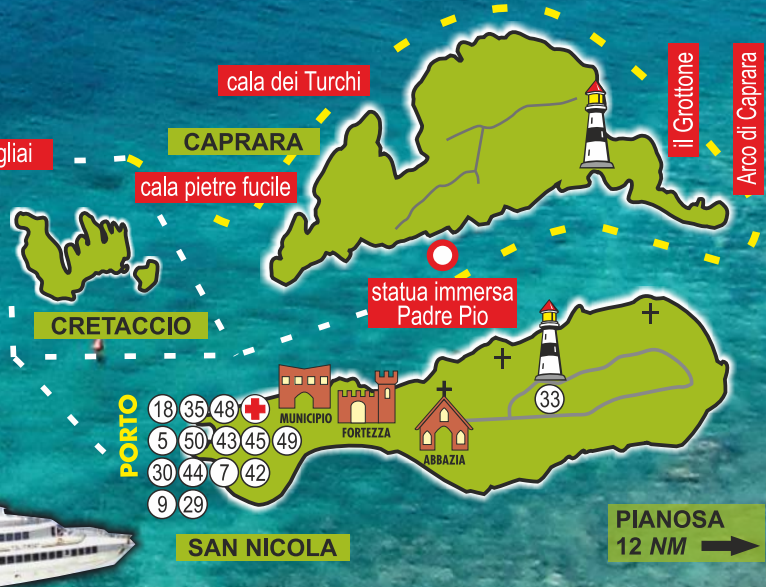 cala dei Turchi
il Grottone
Arco di Caprara
CAPRARA
gliai
cala pietre fucile
statua immersa
Padre Pio
CRETACCIO
PORTO
18 35 48
5 50 43 45 49
30 44 7 42
9 29
MUNICIPIO
FORTEZZA
ABBAZIA
33
SAN NICOLA
PIANOSA
12 NM